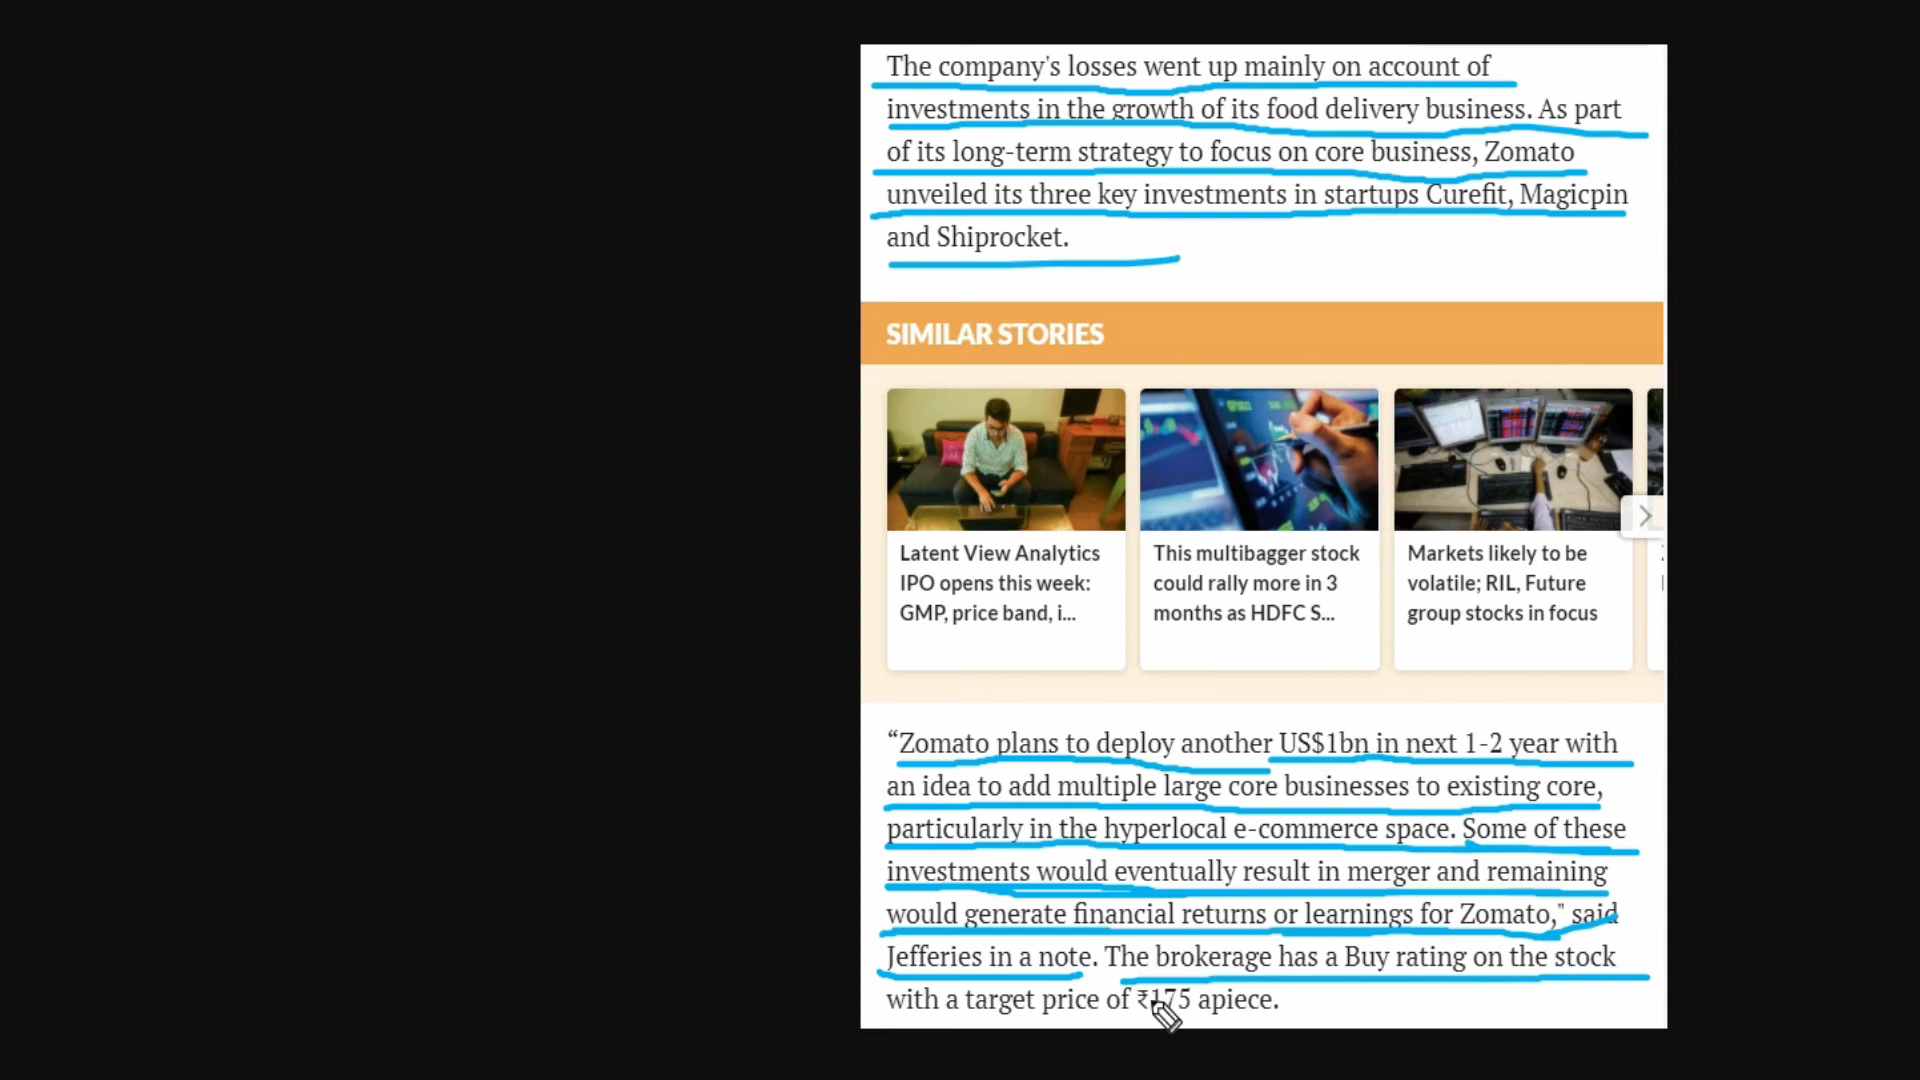 The company's losses went up mainly on account of
investments in the growth of its food delivery business. As part
of its long-term strategy to focus on core business, Zomato
unveiled its three key investments in startups Curefit, Magicpin
and Shiprocket.
SIMILAR STORIES
Latent View Analytics
IPO opens this week:
GMP, price band, i...
This multibagger stock
could rally more in 3
months as HDFC S...
Markets likely to be
volatile; RIL, Future
group stocks in focus
“Zomato plans to deploy another US$1bn in next 1-2 year with
an idea to add multiple large core businesses to existing core,
particularly in the hyperlocal e-commerce space. Some of these
investments would eventually result in merger and remaining
would generate financial returns or learnings for Zomato," said
Jefferies in a note. The brokerage has a Buy rating on the stock
with a target price of ₹175 apiece.